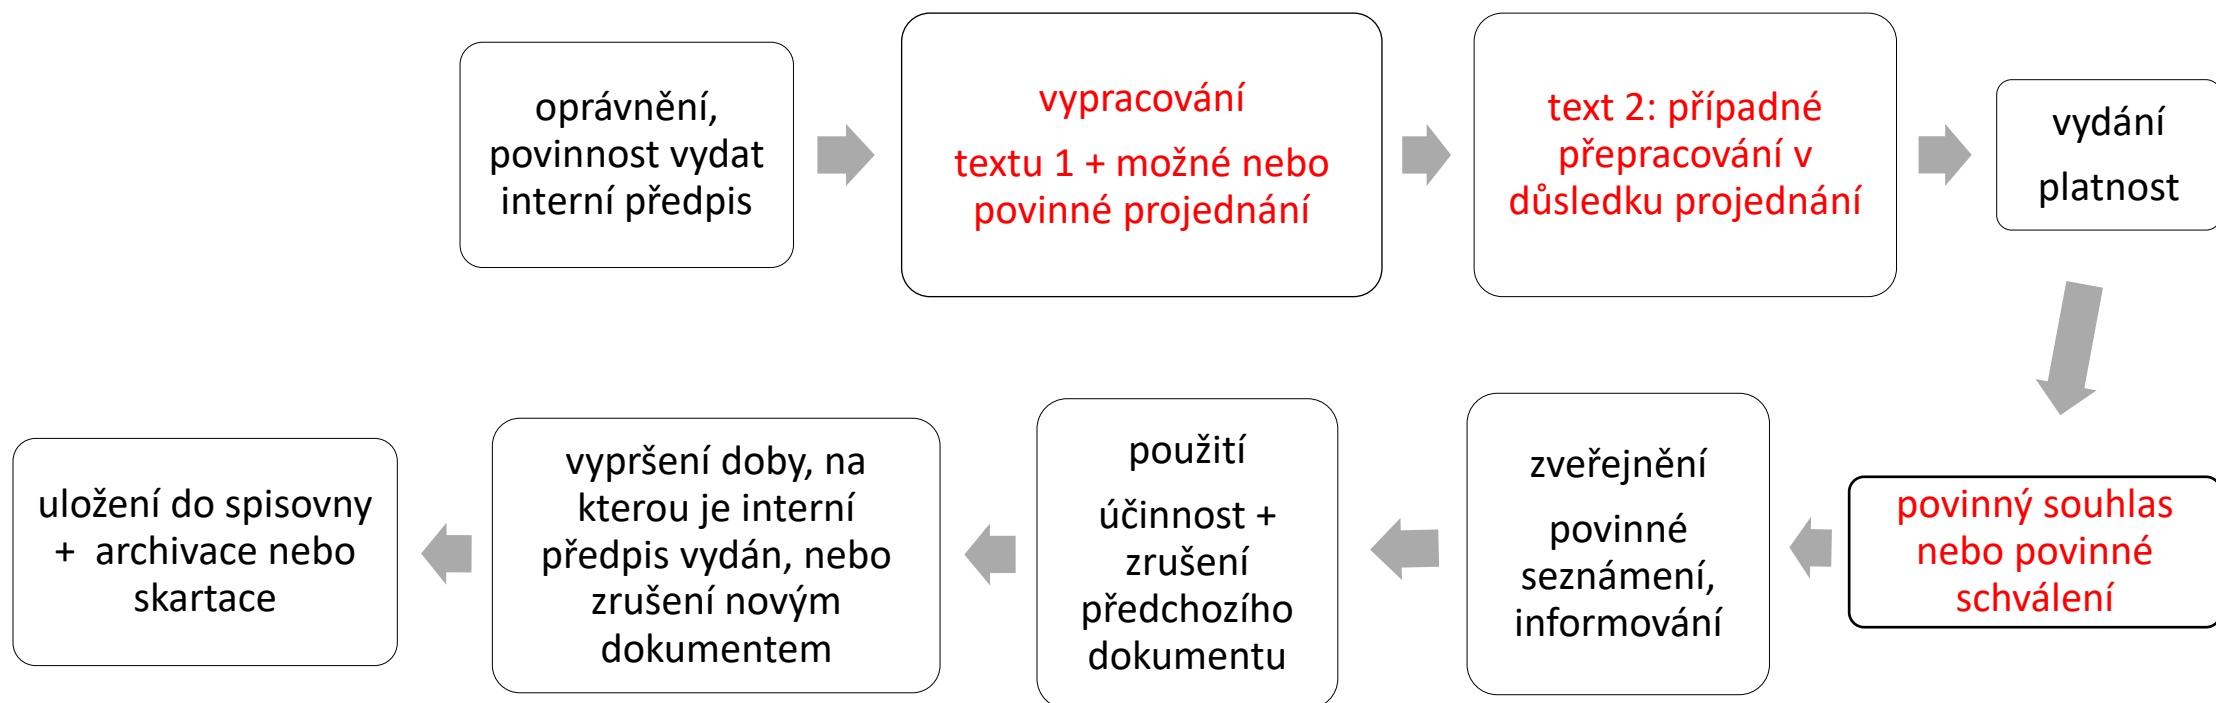 oprávnění,
povinnost vydat
interní předpis
vypracování
textu 1 + možné nebo
povinné projednání
text 2: případné
přepracování v
důsledku projednání
vydání
platnost
povinný souhlas
nebo povinné
schválení
zveřejnění
povinné
seznámení,
informování
použití
účinnost +
zrušení
předchozího
dokumentu
vypršení doby, na
kterou je interní
předpis vydán, nebo
zrušení novým
dokumentem
uložení do spisovny
+ archivace nebo
skartace